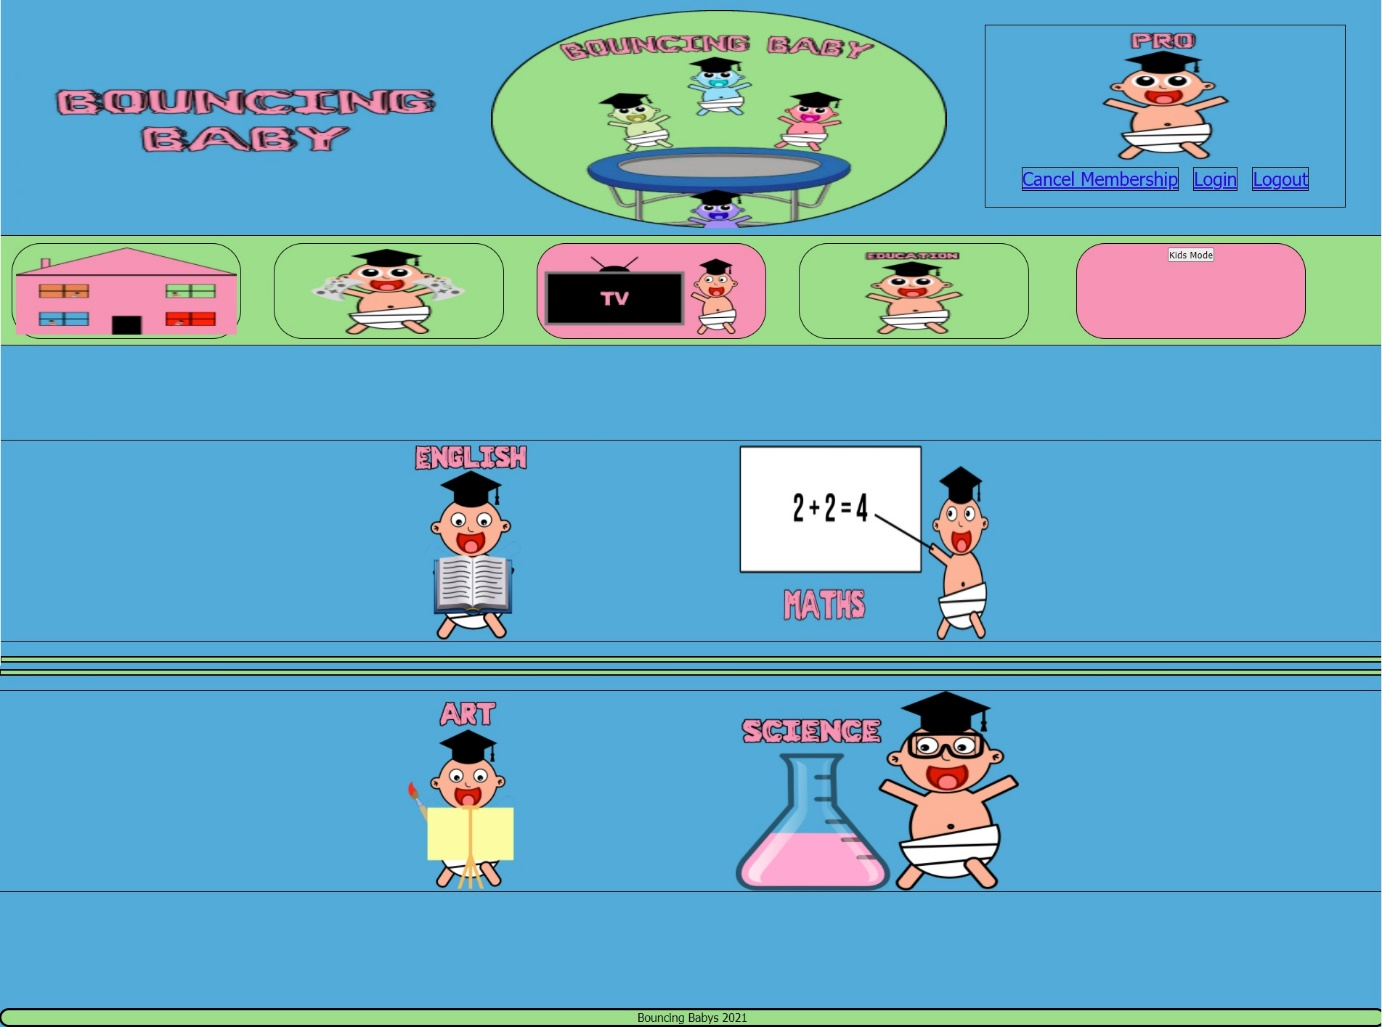 BOUNCING
BABY
BOUNCING BABY
PRO
Cancel Membership Login Logout
TV
EDUCATION
Kids Mode
ENGLISH
2+2=4
MATHS
ART
SCIENCE
Bouncing Babys 2021